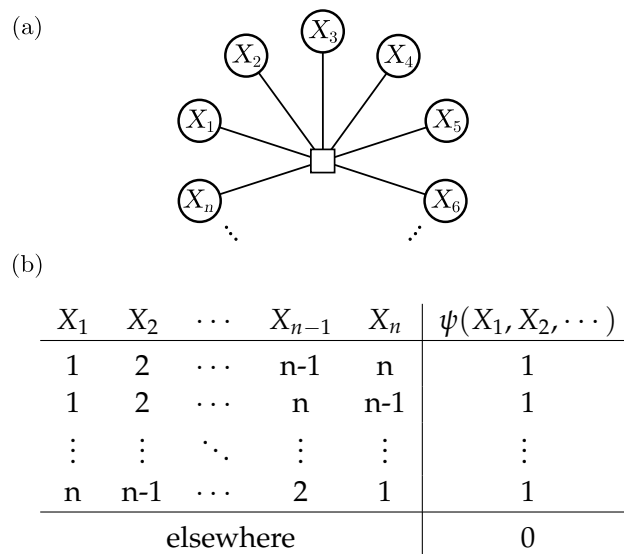 (a)
X₃
X₂ X₄
X₁ X₅
Xₙ X₆
⋯ ⋯
(b)
X₁ X₂ ⋯ Xₙ₋₁ Xₙ ψ(X₁, X₂, ⋯)
1 2 ⋯ n-1 n 1
1 2 ⋯ n n-1 1
⋮ ⋮ ⋱ ⋮ ⋮ ⋮
n n-1 ⋯ 2 1 1
elsewhere 0